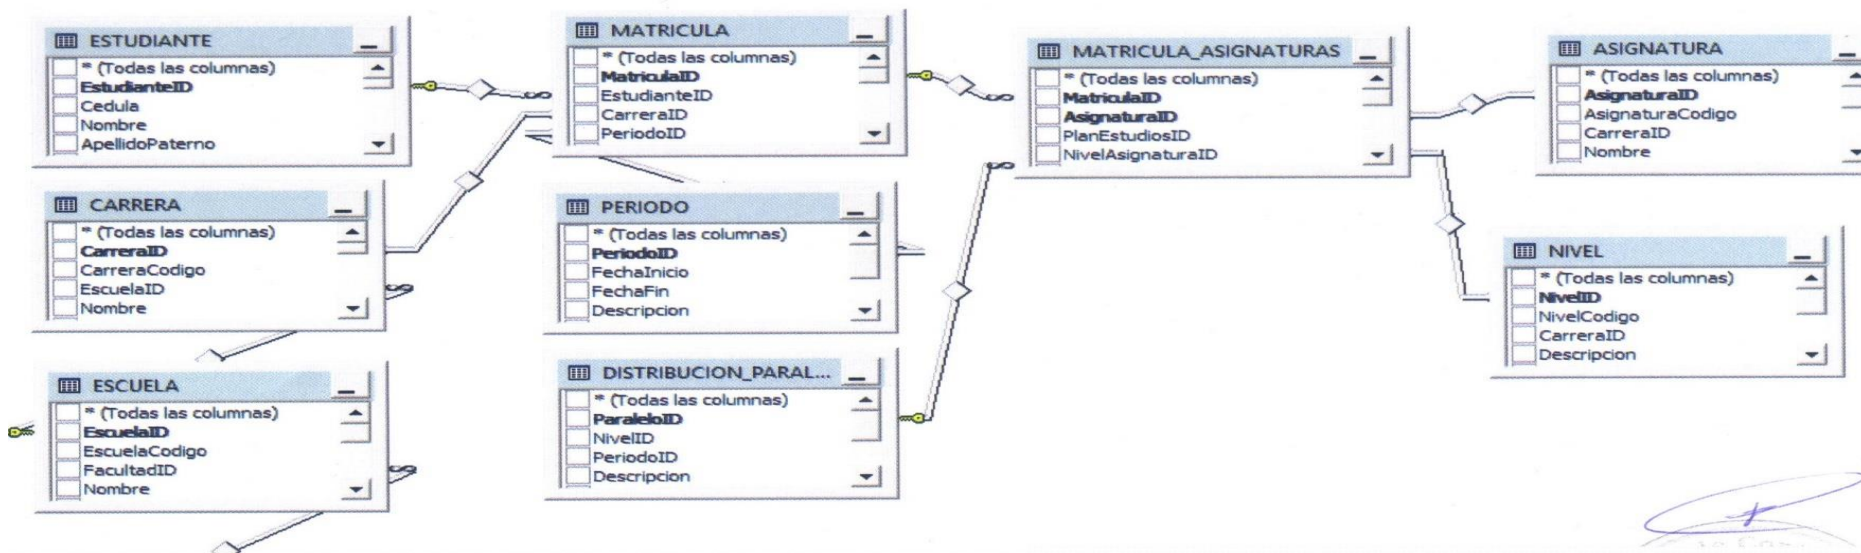 ESTUDIANTE
* (Todas las columnas)
EstudianteID
Cedula
Nombre
ApellidoPaterno
MATRICULA
* (Todas las columnas)
MatriculaID
EstudianteID
CarreraID
PeriodoID
MATRICULA_ASIGNATURAS
* (Todas las columnas)
MatriculaID
AsignaturaID
PlanEstudiosID
NivelAsignaturaID
ASIGNATURA
* (Todas las columnas)
AsignaturaID
AsignaturaCodigo
CarreraID
Nombre
CARRERA
* (Todas las columnas)
CarreraID
CarreraCodigo
EscuelaID
Nombre
PERIODO
* (Todas las columnas)
PeriodoID
FechaInicio
FechaFin
Descripcion
NIVEL
* (Todas las columnas)
NivelID
NivelCodigo
CarreraID
Descripcion
ESCUELA
* (Todas las columnas)
EscuelaID
EscuelaCodigo
FacultadID
Nombre
DISTRIBUCION_PARAL...
* (Todas las columnas)
ParaleloID
NivelID
PeriodoID
Descripcion